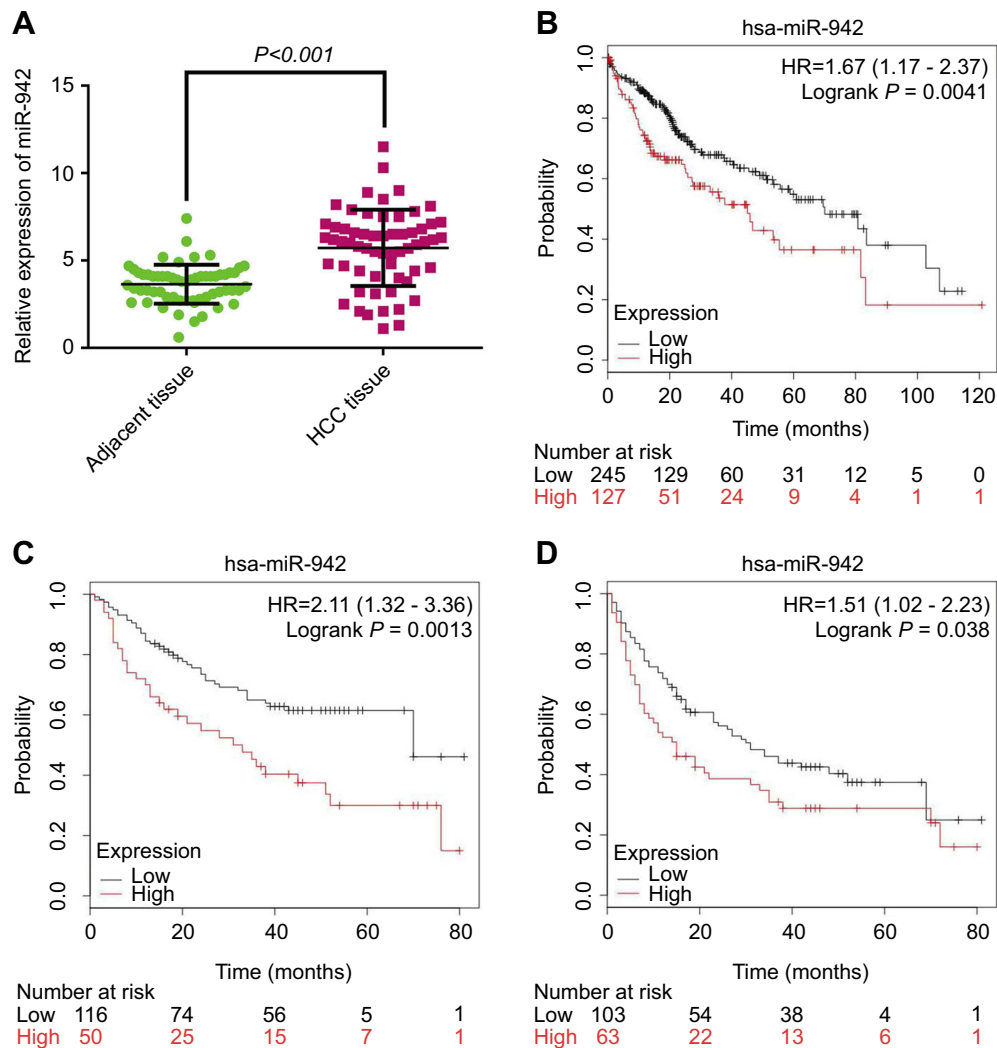 A
P<0.001
Relative expression of miR-942
15
10
5
0
Adjacent tissue
HCC tissue
B
hsa-miR-942
HR=1.67 (1.17 - 2.37)
Logrank P = 0.0041
Probability
1.0
0.8
0.6
0.4
0.2
0.0
Expression
Low
High
0 20 40 60 80 100 120
Time (months)
Number at risk
Low 245 129 60 31 12 5 0
High 127 51 24 9 4 1 1
C
hsa-miR-942
HR=2.11 (1.32 - 3.36)
Logrank P = 0.0013
Probability
1.0
0.8
0.6
0.4
0.2
0.0
Expression
Low
High
0 20 40 60 80
Time (months)
Number at risk
Low 116 74 56 5 1
High 50 25 15 7 1
D
hsa-miR-942
HR=1.51 (1.02 - 2.23)
Logrank P = 0.038
Probability
1.0
0.8
0.6
0.4
0.2
0.0
Expression
Low
High
0 20 40 60 80
Time (months)
Number at risk
Low 103 54 38 4 1
High 63 22 13 6 1